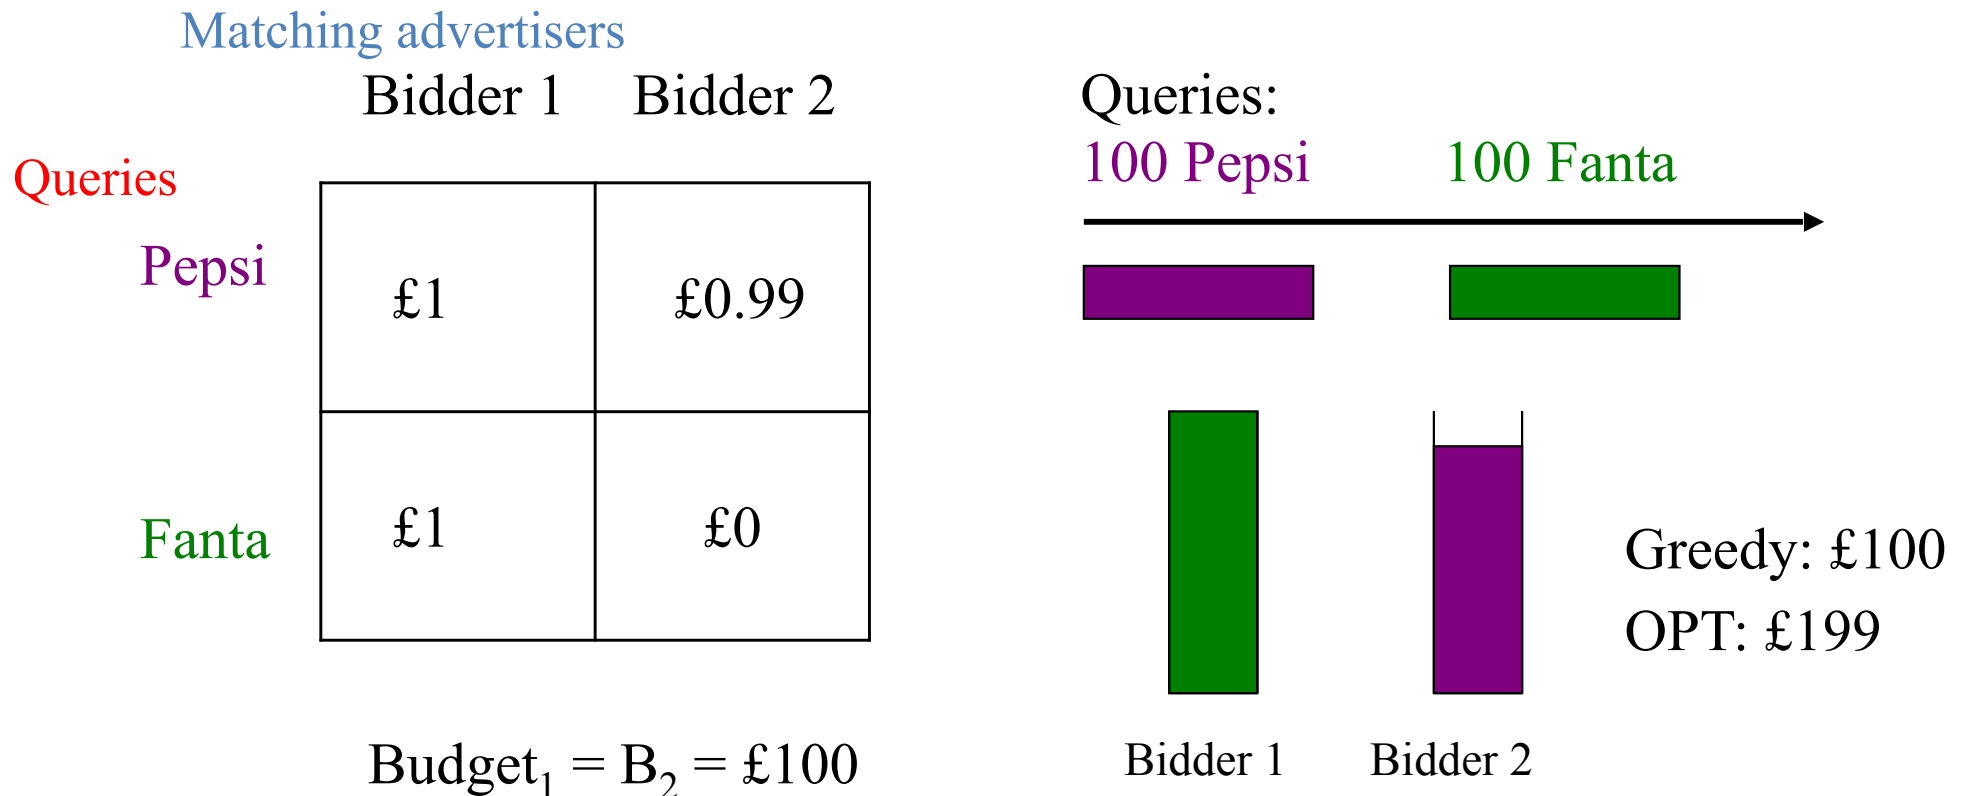 Matching advertisers
Bidder 1 Bidder 2
Queries
Pepsi £1 £0.99
Fanta £1 £0
Budget1 = B2 = £100
Queries:
100 Pepsi 100 Fanta
Greedy: £100
OPT: £199
Bidder 1 Bidder 2